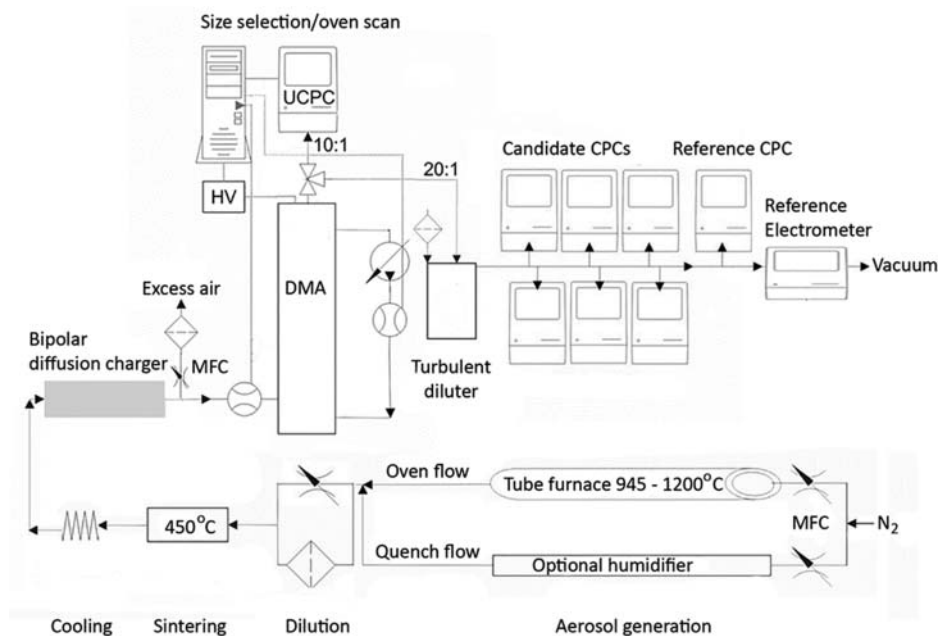 Size selection/oven scan
UCPC
10:1
20:1
HV
Candidate CPCs
Reference CPC
Reference
Electrometer
Vacuum
DMA
Excess air
Bipolar
diffusion charger
MFC
Turbulent
diluter
Oven flow
Tube furnace 945 - 1200°C
MFC
N₂
450°C
Quench flow
Optional humidifier
Cooling
Sintering
Dilution
Aerosol generation